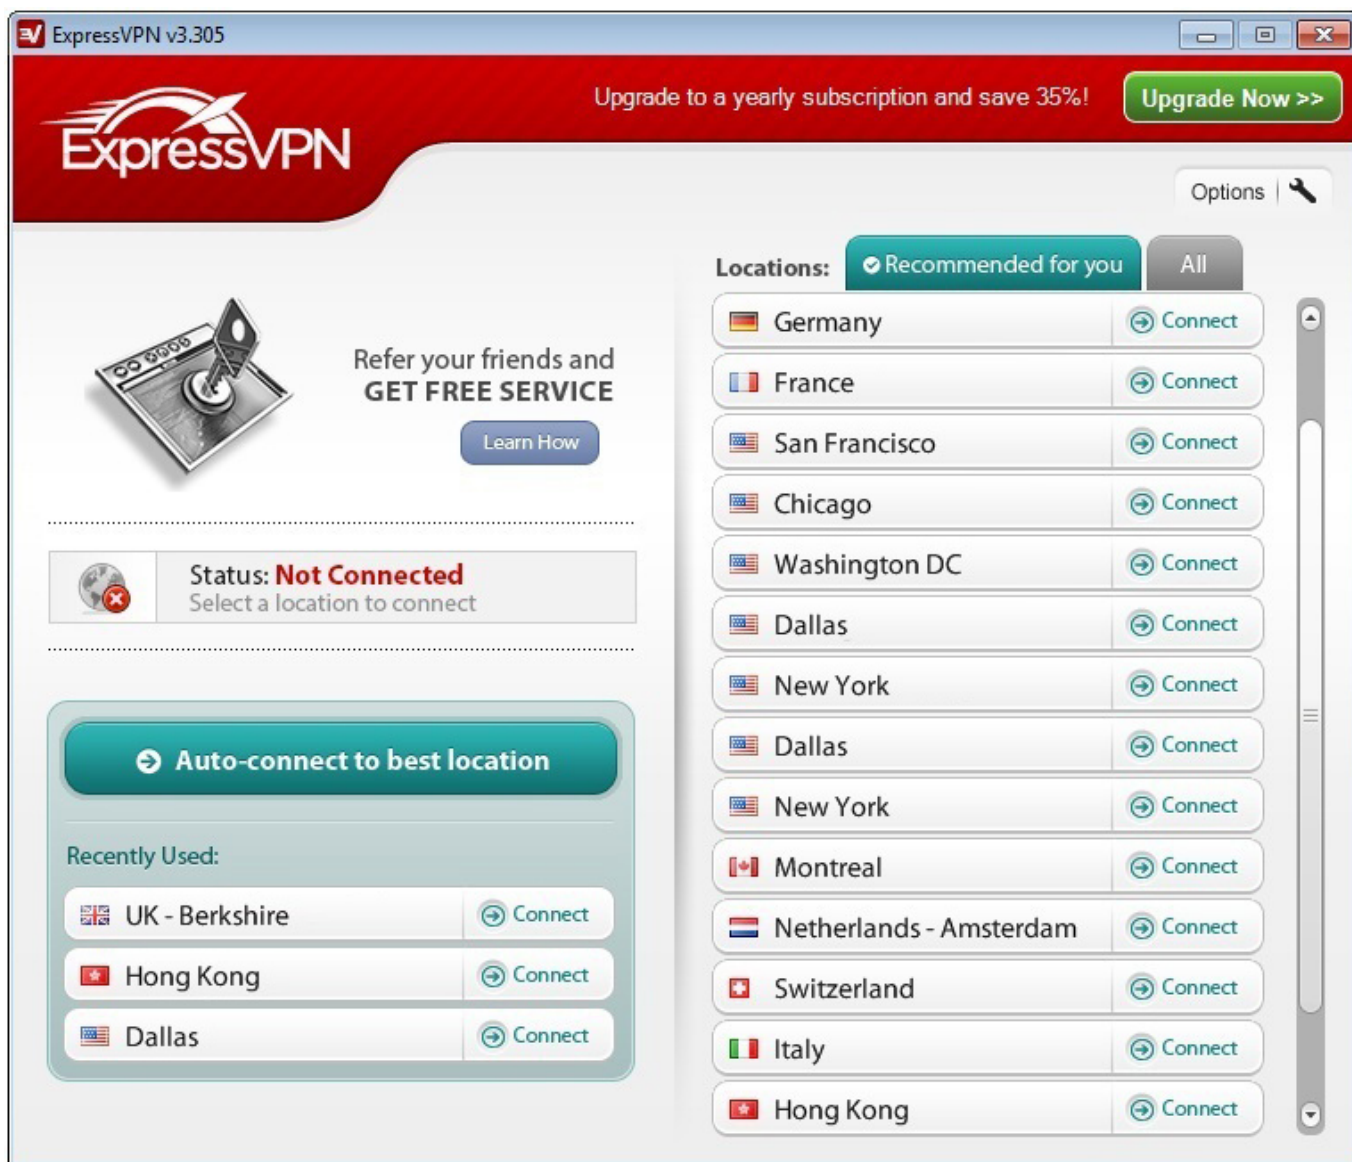 ExpressVPN v3.305
ExpressVPN
Upgrade to a yearly subscription and save 35%!
Upgrade Now >>
Options
Refer your friends and
GET FREE SERVICE
Learn How
Status: Not Connected
Select a location to connect
Auto-connect to best location
Recently Used:
UK - Berkshire Connect
Hong Kong Connect
Dallas Connect
Locations: Recommended for you All
Germany Connect
France Connect
San Francisco Connect
Chicago Connect
Washington DC Connect
Dallas Connect
New York Connect
Dallas Connect
New York Connect
Montreal Connect
Netherlands - Amsterdam Connect
Switzerland Connect
Italy Connect
Hong Kong Connect